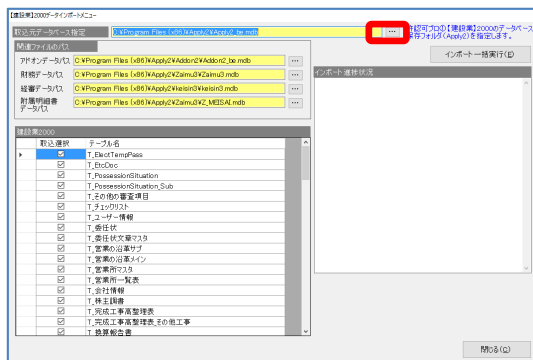 【建設業】2000データインポートメニュー
取込元データベース指定 C:¥Program Files (x86)¥Apply2¥Apply2_be.mdb ...
許認可プロ①【建設業】2000のデータベース
保存フォルダ(Apply2)を指定します。
関連ファイルのパス
アドオンデータパス C:¥Program Files (x86)¥Apply2¥Addon2¥Addon2_be.mdb ...
財務データパス C:¥Program Files (x86)¥Apply2¥Zaimu3¥Zaimu3.mdb ...
経審データパス C:¥Program Files (x86)¥Apply2¥keisin3¥keisin3.mdb ...
附属明細書
データパス C:¥Program Files (x86)¥Apply2¥Zaimu3¥Z_MEISAI.mdb ...
インポート一括実行(E)
インポート進捗状況
建設業2000
取込選択 テーブル名
T_ElectTempPass
T_EtcDoc
T_PossessionSituation
T_PossessionSituation_Sub
T_その他の審査項目
T_チェックリスト
T_ユーザー情報
T_委任状
T_委任状文章マスタ
T_営業の沿革サブ
T_営業の沿革メイン
T_営業所マスタ
T_営業所一覧表
T_会社情報
T_株主調書
T_完成工事高整理表
T_完成工事高整理表_その他工事
T_換算報告書
閉じる(C)